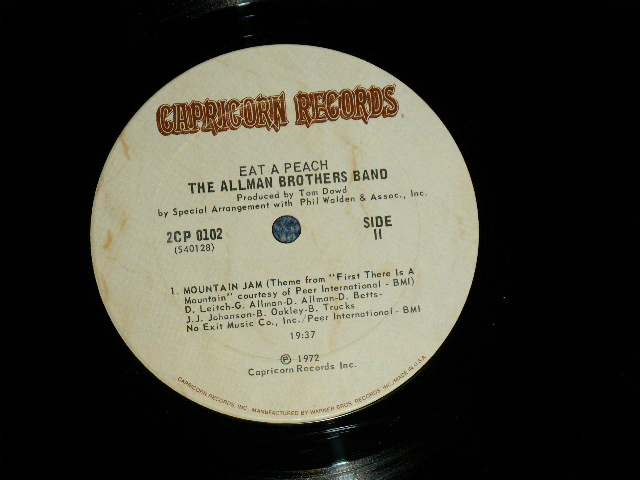 CAPRICORN RECORDS
EAT A PEACH
THE ALLMAN BROTHERS BAND
Produced by Tom Dowd
by Special Arrangement with Phil Walden & Assoc., Inc.
2CP 0102
(S40128)
SIDE
II
1. MOUNTAIN JAM (Theme from "First There Is A
Mountain" courtesy of Peer International - BMI)
D. Leitch-G. Allman-D. Allman-D. Betts-
J.J. Johanson-B. Oakley-B. Trucks
No Exit Music Co., Inc./Peer International - BMI
19:37
℗ 1972
Capricorn Records Inc.
CAPRICORN RECORDS, INC. MANUFACTURED BY WARNER BROS. RECORDS, INC. MADE IN U.S.A.